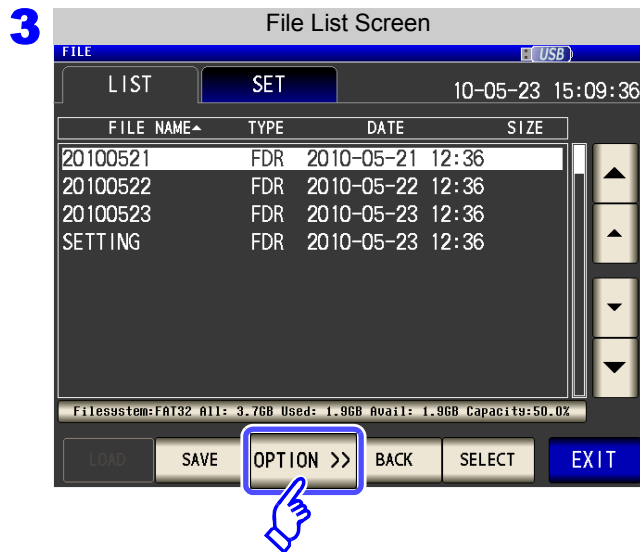 3
File List Screen
FILE USB
LIST SET 10-05-23 15:09:36
FILE NAME▲ TYPE DATE SIZE
20100521 FDR 2010-05-21 12:36
20100522 FDR 2010-05-22 12:36
20100523 FDR 2010-05-23 12:36
SETTING FDR 2010-05-23 12:36
Filesystem:FAT32 All: 3.7GB Used: 1.9GB Avail: 1.9GB Capacity:50.0%
LOAD SAVE OPTION >> BACK SELECT EXIT